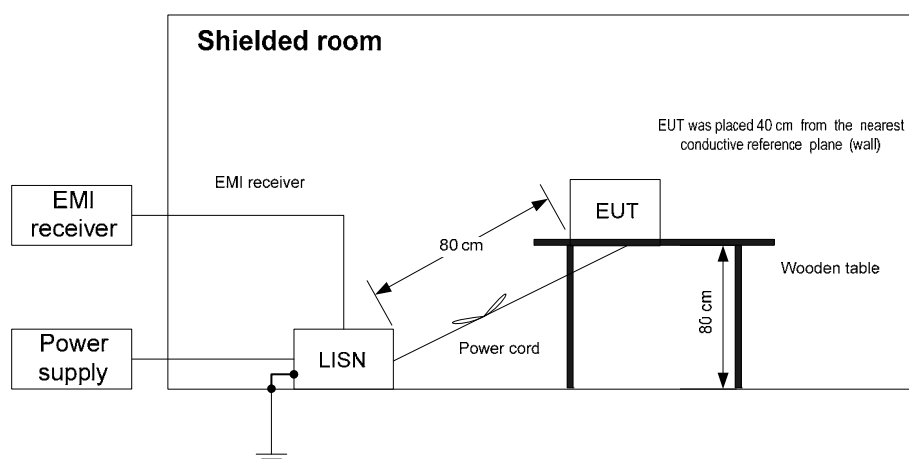 Shielded room
EUT was placed 40 cm from the nearest
conductive reference plane (wall)
EMI receiver
EMI
receiver
EUT
80 cm
Wooden table
80 cm
Power
supply
LISN
Power cord